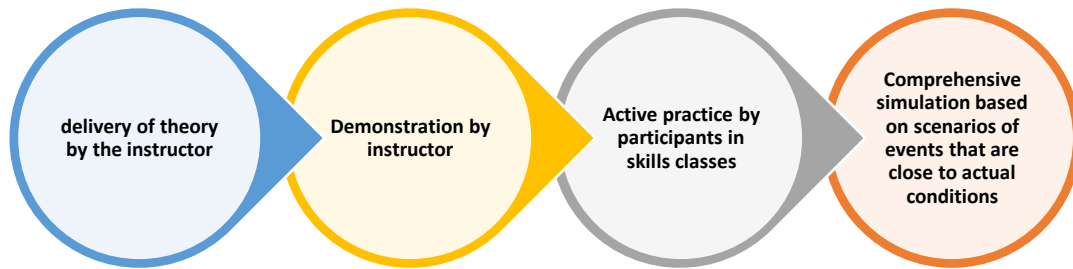 delivery of theory
by the instructor
Demonstration by
instructor
Active practice by
participants in
skills classes
Comprehensive
simulation based
on scenarios of
events that are
close to actual
conditions